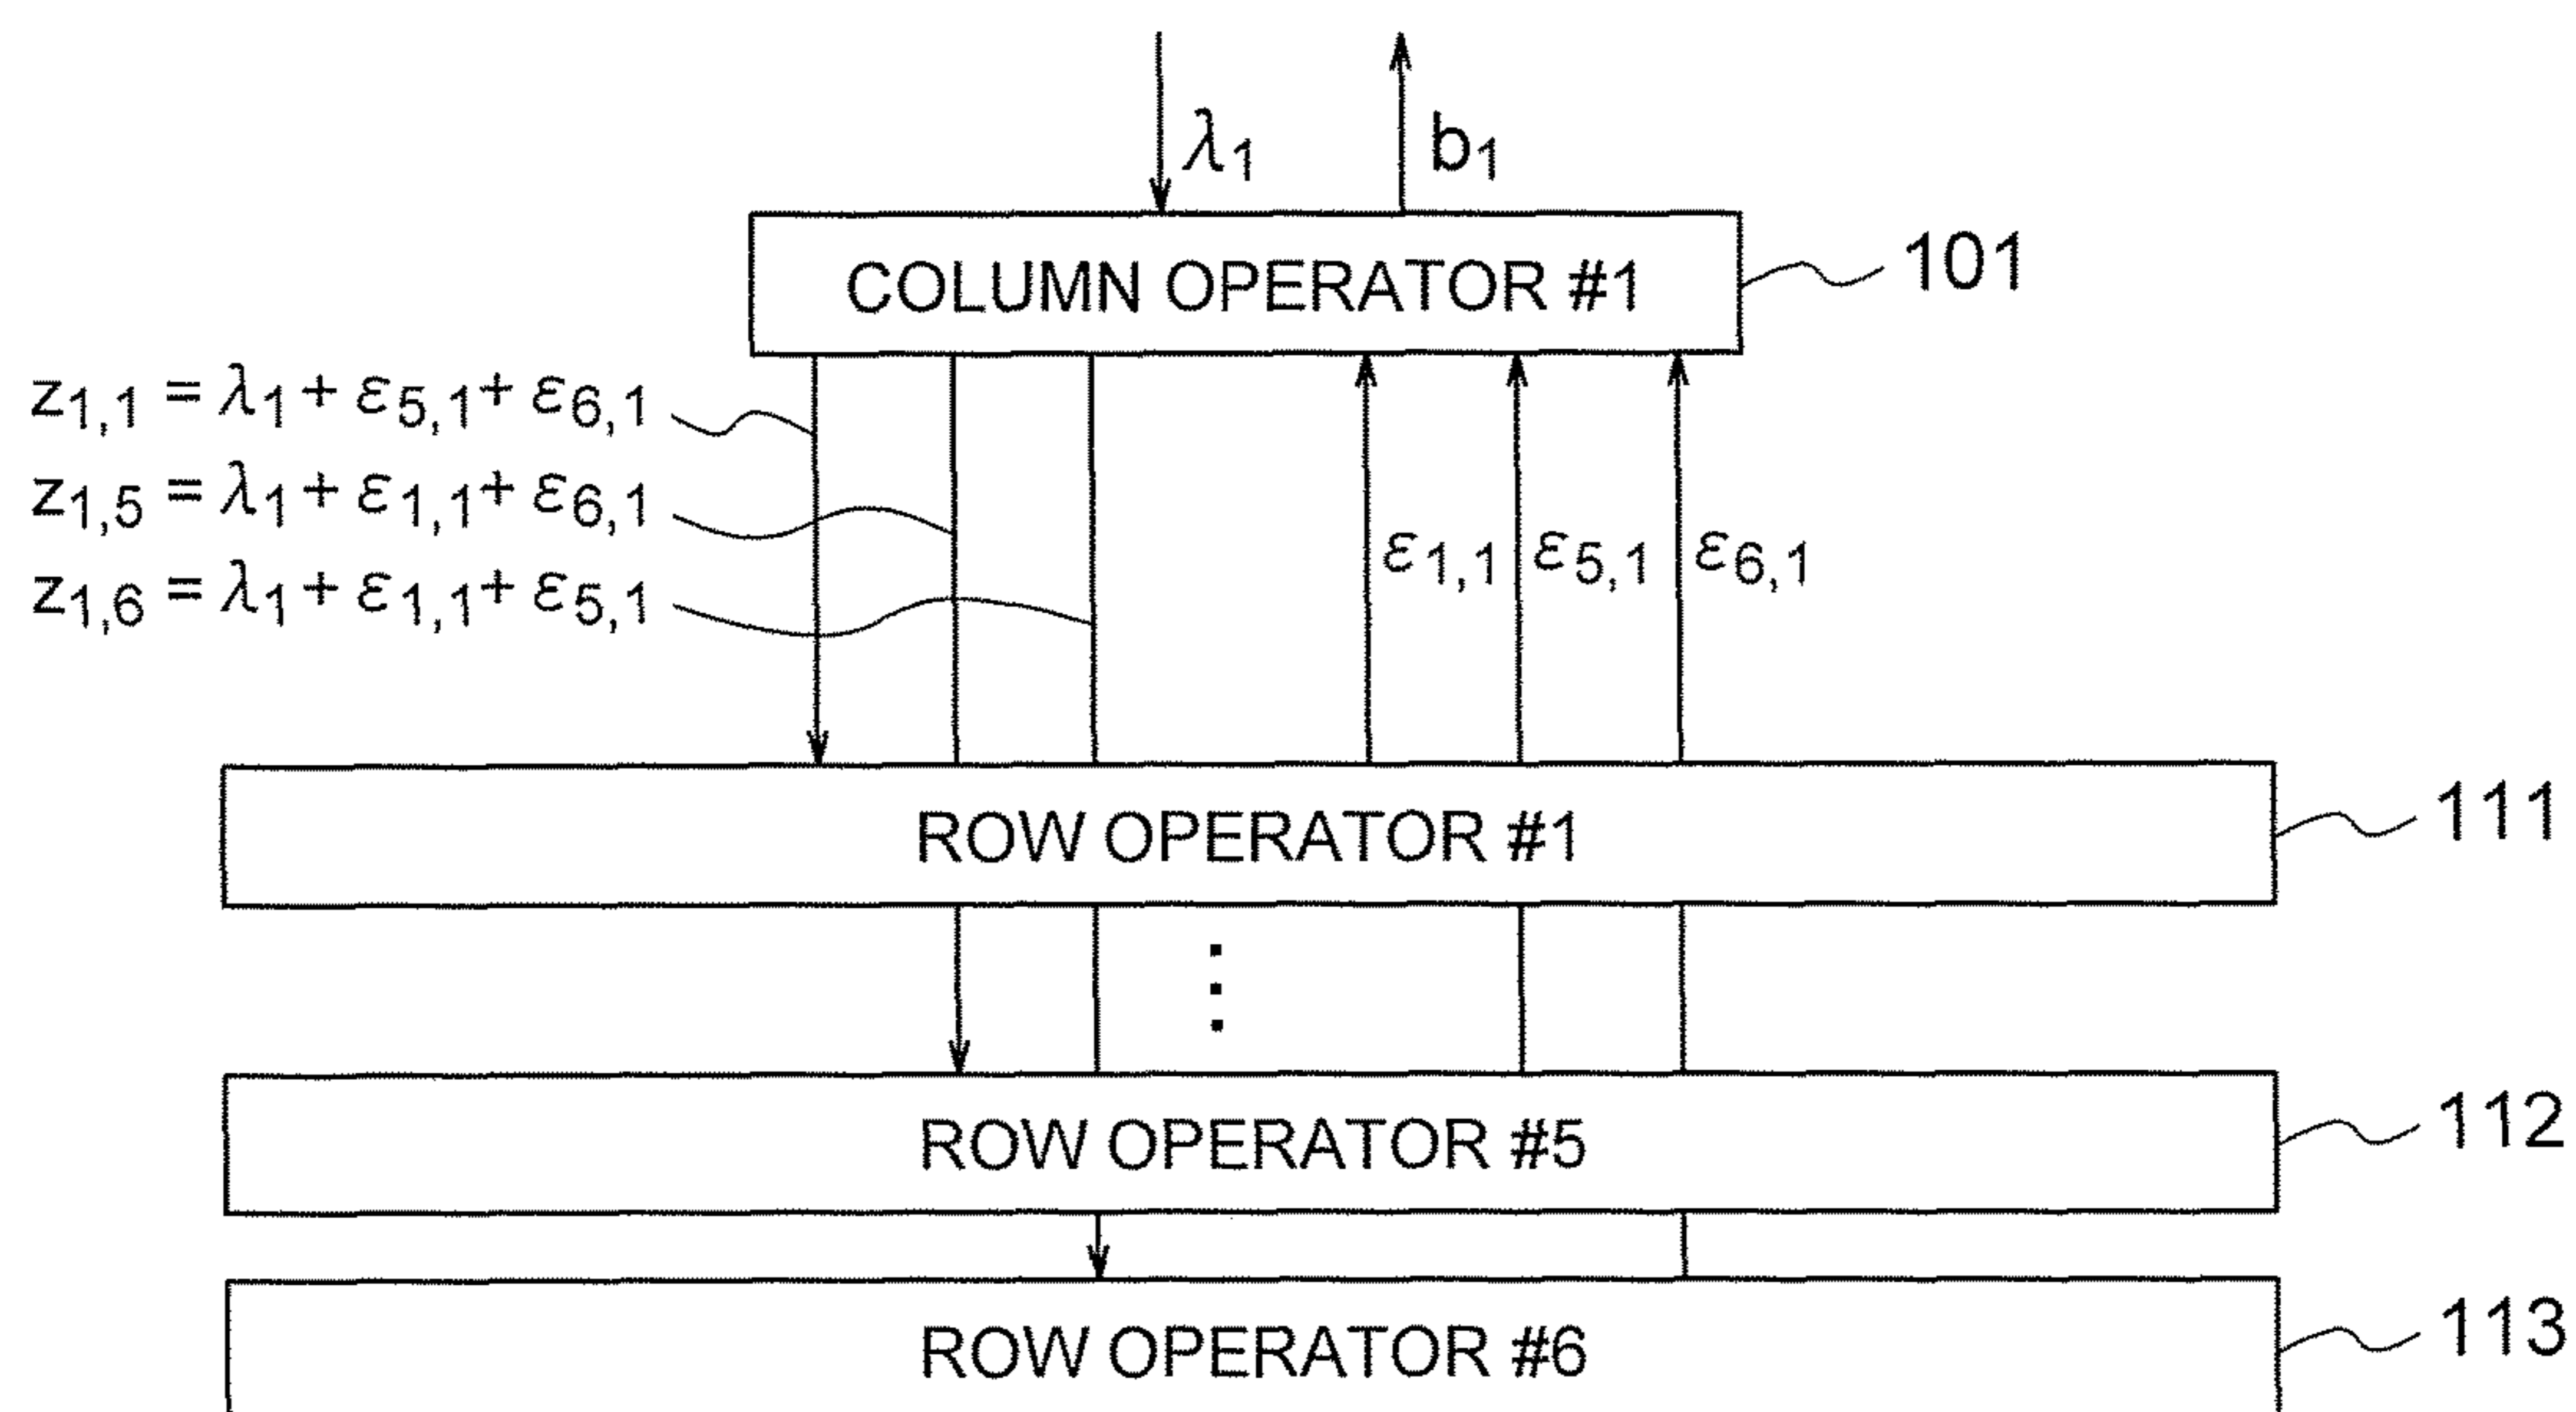 λ1
b1
COLUMN OPERATOR #1
101
z1,1 = λ1 + ε5,1 + ε6,1
z1,5 = λ1 + ε1,1 + ε6,1
z1,6 = λ1 + ε1,1 + ε5,1
ε1,1
ε5,1
ε6,1
ROW OPERATOR #1
111
ROW OPERATOR #5
112
ROW OPERATOR #6
113